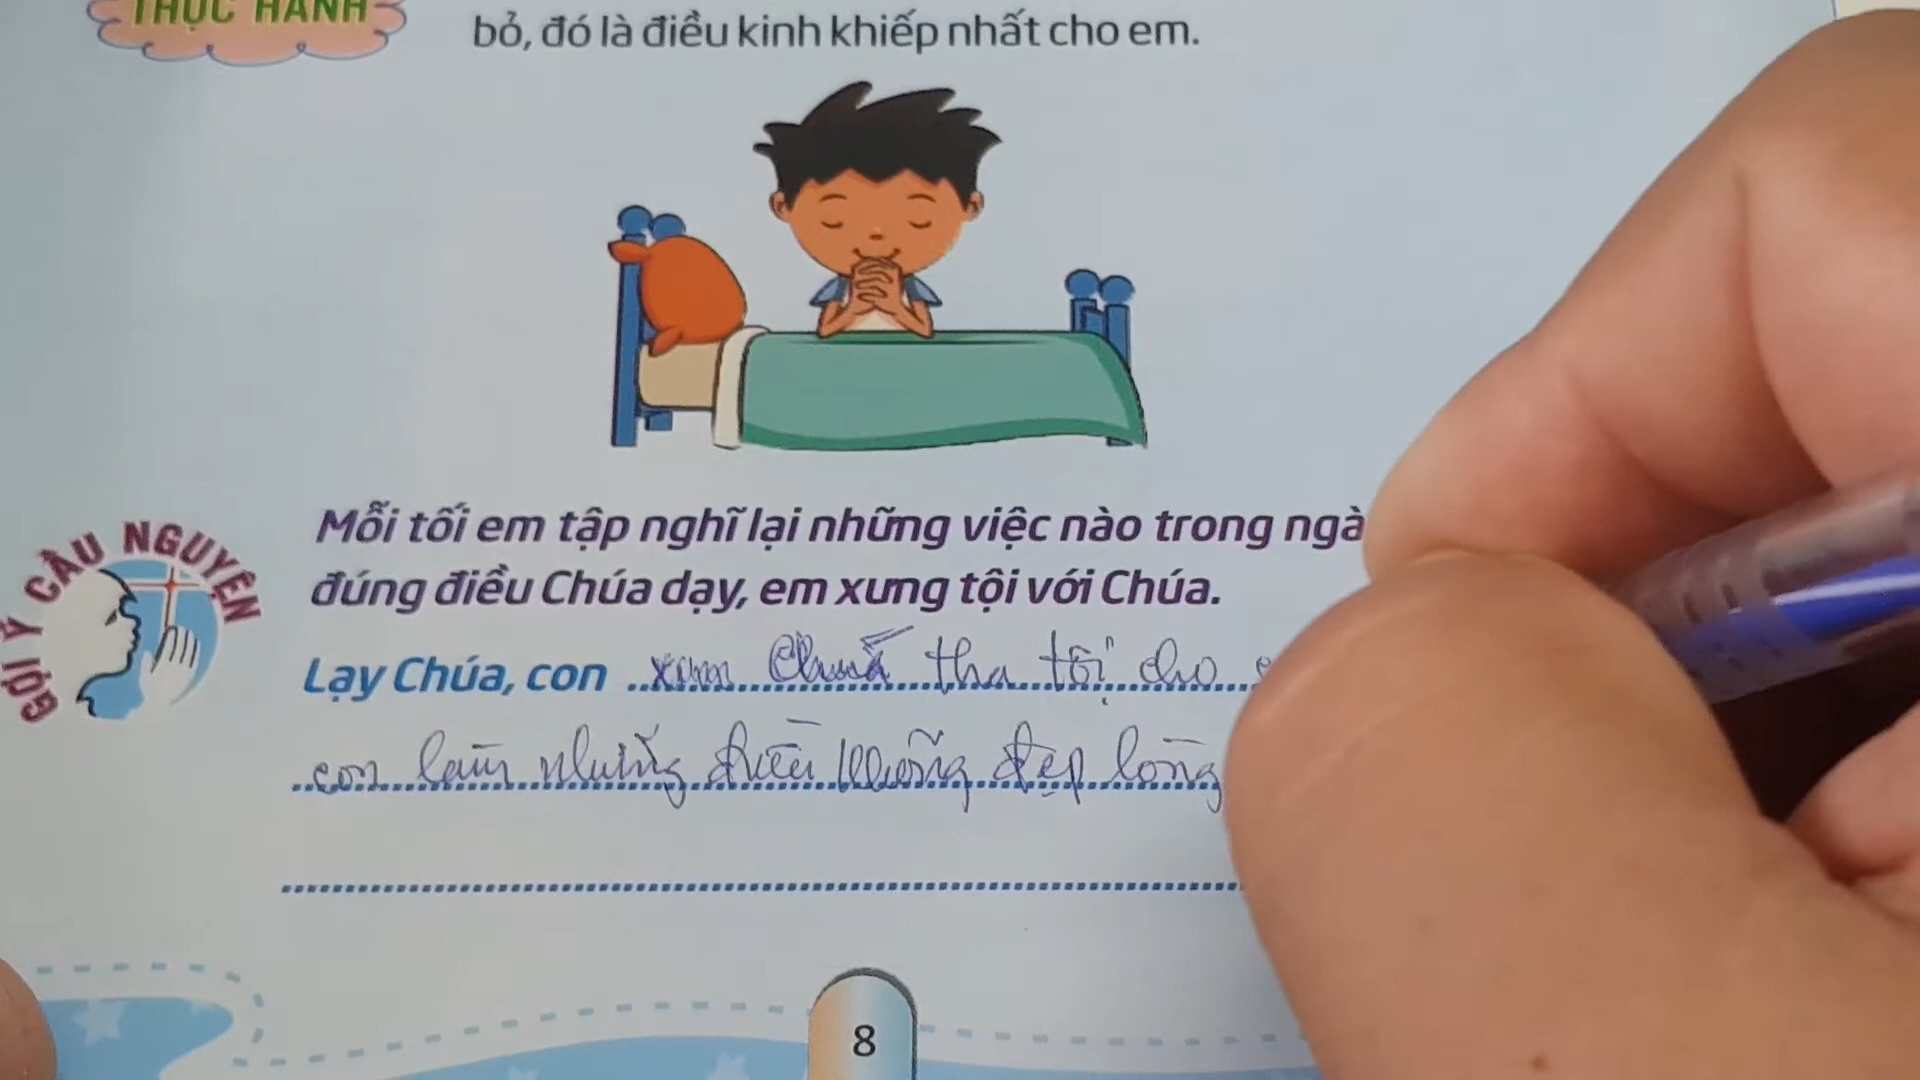 THỰC HÀNH
bỏ, đó là điều kinh khiếp nhất cho em.
GỢI Ý CẦU NGUYỆN
Mỗi tối em tập nghĩ lại những việc nào trong ngà
đúng điều Chúa dạy, em xưng tội với Chúa.
Lạy Chúa, con xin Chúa tha tội cho
con làm những điều không đẹp lòng
8